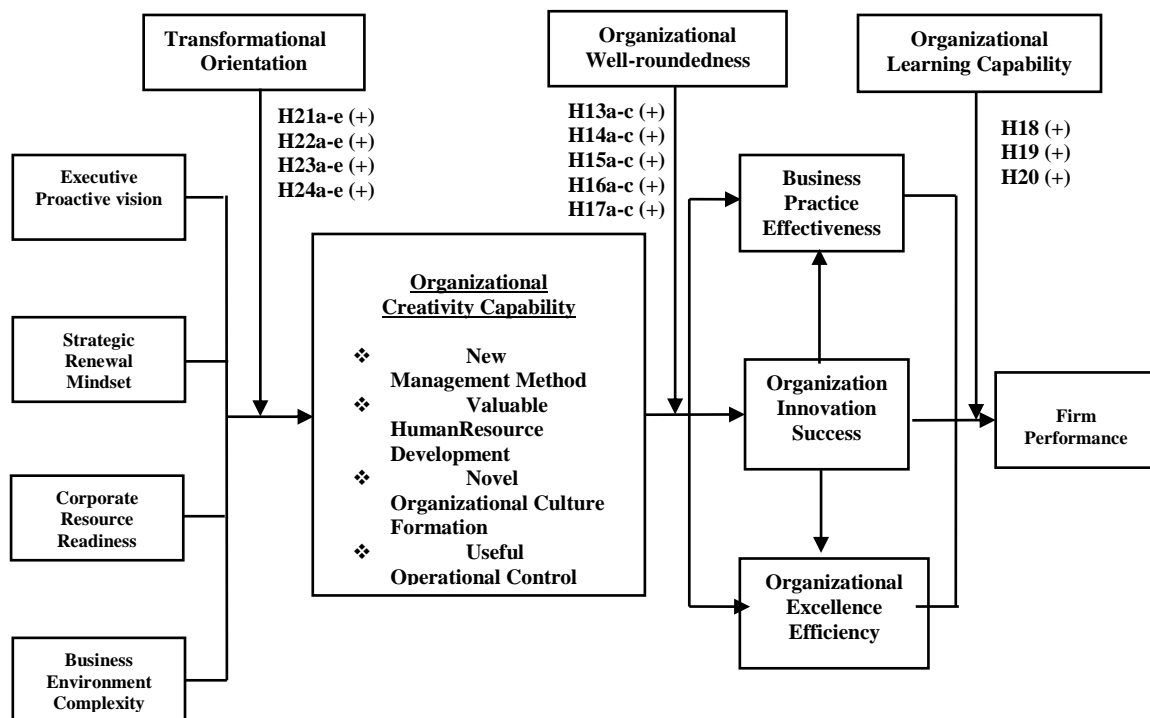 Transformational
Orientation
Organizational
Well-roundedness
Organizational
Learning Capability
H21a-e (+)
H22a-e (+)
H23a-e (+)
H24a-e (+)
H13a-c (+)
H14a-c (+)
H15a-c (+)
H16a-c (+)
H17a-c (+)
H18 (+)
H19 (+)
H20 (+)
Executive
Proactive vision
Strategic
Renewal
Mindset
Corporate
Resource
Readiness
Business
Environment
Complexity
Organizational
Creativity Capability
❖ New
Management Method
❖ Valuable
HumanResource
Development
❖ Novel
Organizational Culture
Formation
❖ Useful
Operational Control
Business
Practice
Effectiveness
Organization
Innovation
Success
Organizational
Excellence
Efficiency
Firm
Performance